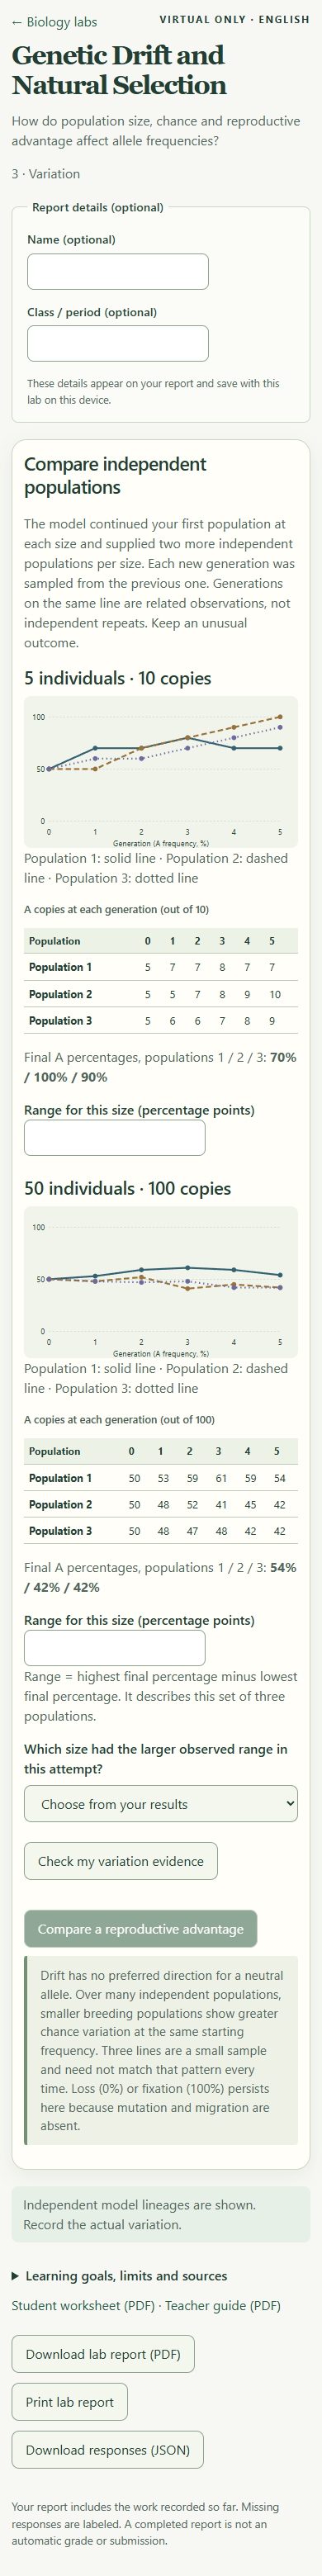 ← Biology labs
VIRTUAL ONLY · ENGLISH
Genetic Drift and
Natural Selection
How do population size, chance and reproductive
advantage affect allele frequencies?
3 · Variation
Report details (optional)
Name (optional)
Class / period (optional)
These details appear on your report and save with this
lab on this device.
Compare independent
populations
The model continued your first population at
each size and supplied two more independent
populations per size. Each new generation was
sampled from the previous one. Generations
on the same line are related observations, not
independent repeats. Keep an unusual
outcome.
5 individuals · 10 copies
100
50
0
0 1 2 3 4 5
Generation (A frequency, %)
Population 1: solid line · Population 2: dashed
line · Population 3: dotted line
A copies at each generation (out of 10)
Population 0 1 2 3 4 5
Population 1 5 7 7 8 7 7
Population 2 5 5 7 8 9 10
Population 3 5 6 6 7 8 9
Final A percentages, populations 1 / 2 / 3: 70%
/ 100% / 90%
Range for this size (percentage points)
50 individuals · 100 copies
100
50
0
0 1 2 3 4 5
Generation (A frequency, %)
Population 1: solid line · Population 2: dashed
line · Population 3: dotted line
A copies at each generation (out of 100)
Population 0 1 2 3 4 5
Population 1 50 53 59 61 59 54
Population 2 50 48 52 41 45 42
Population 3 50 48 47 48 42 42
Final A percentages, populations 1 / 2 / 3: 54%
/ 42% / 42%
Range for this size (percentage points)
Range = highest final percentage minus lowest
final percentage. It describes this set of three
populations.
Which size had the larger observed range in
this attempt?
Choose from your results
Check my variation evidence
Compare a reproductive advantage
Drift has no preferred direction for a neutral
allele. Over many independent populations,
smaller breeding populations show greater
chance variation at the same starting
frequency. Three lines are a small sample
and need not match that pattern every
time. Loss (0%) or fixation (100%) persists
here because mutation and migration are
absent.
Independent model lineages are shown.
Record the actual variation.
▶ Learning goals, limits and sources
Student worksheet (PDF) · Teacher guide (PDF)
Download lab report (PDF)
Print lab report
Download responses (JSON)
Your report includes the work recorded so far. Missing
responses are labeled. A completed report is not an
automatic grade or submission.